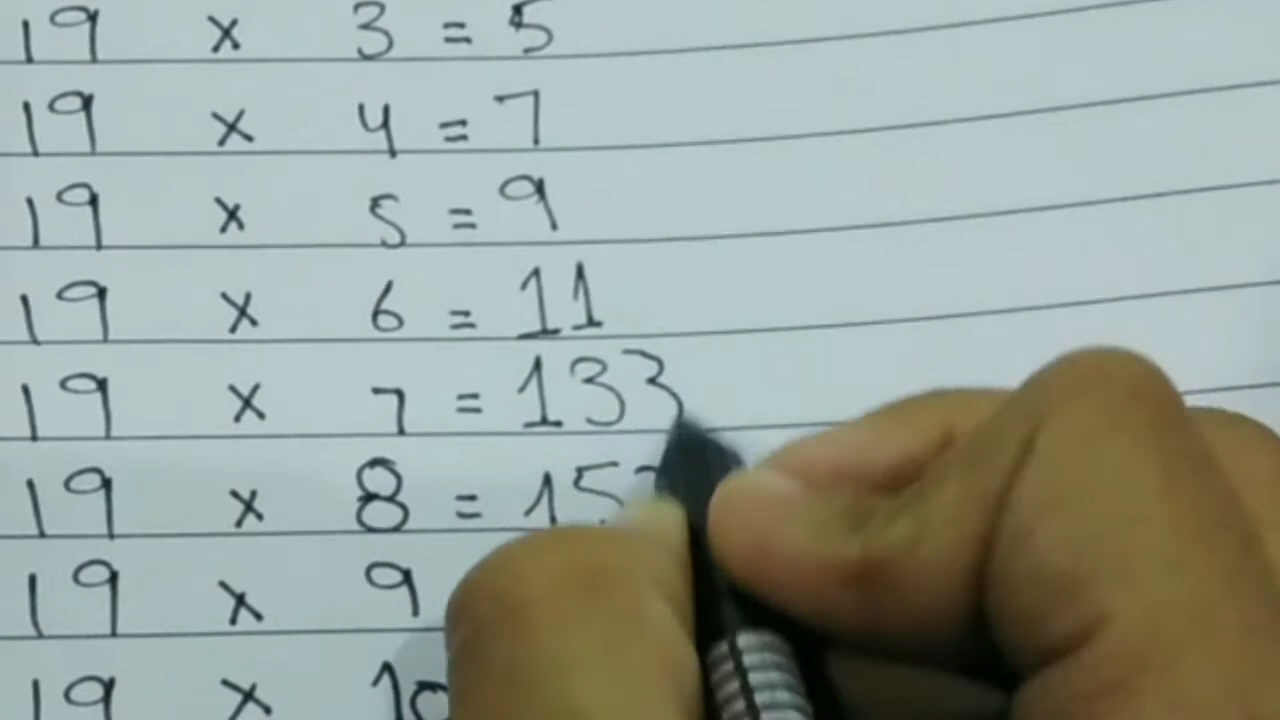 19 x 3 = 5
19 x 4 = 7
19 x 5 = 9
19 x 6 = 11
19 x 7 = 133
19 x 8 = 15
19 x 9
19 x 10